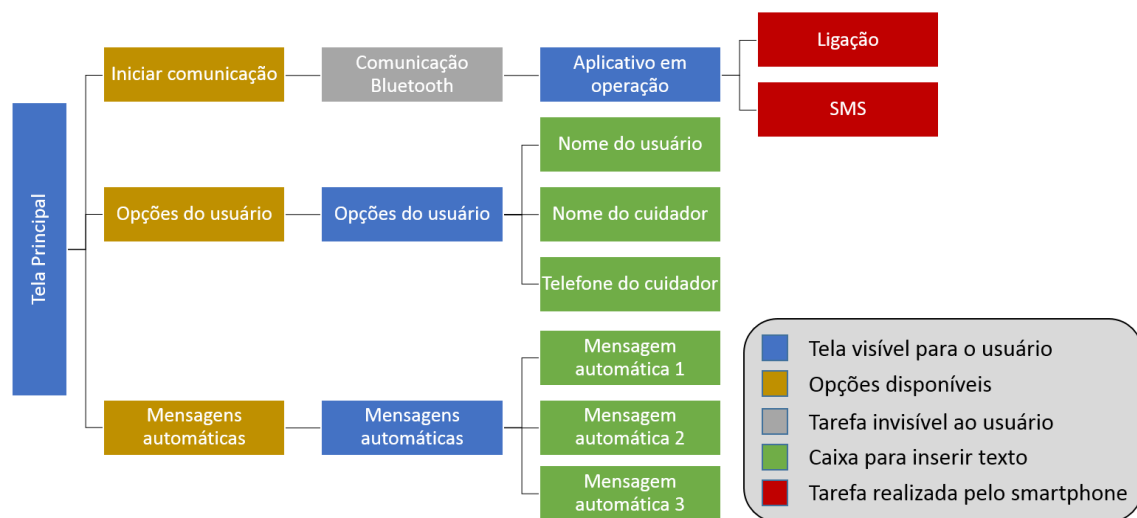 Tela Principal
Iniciar comunicação
Comunicação
Bluetooth
Aplicativo em
operação
Ligação
SMS
Opções do usuário
Opções do usuário
Nome do usuário
Nome do cuidador
Telefone do cuidador
Mensagens
automáticas
Mensagens
automáticas
Mensagem
automática 1
Mensagem
automática 2
Mensagem
automática 3
Tela visível para o usuário
Opções disponíveis
Tarefa invisível ao usuário
Caixa para inserir texto
Tarefa realizada pelo smartphone